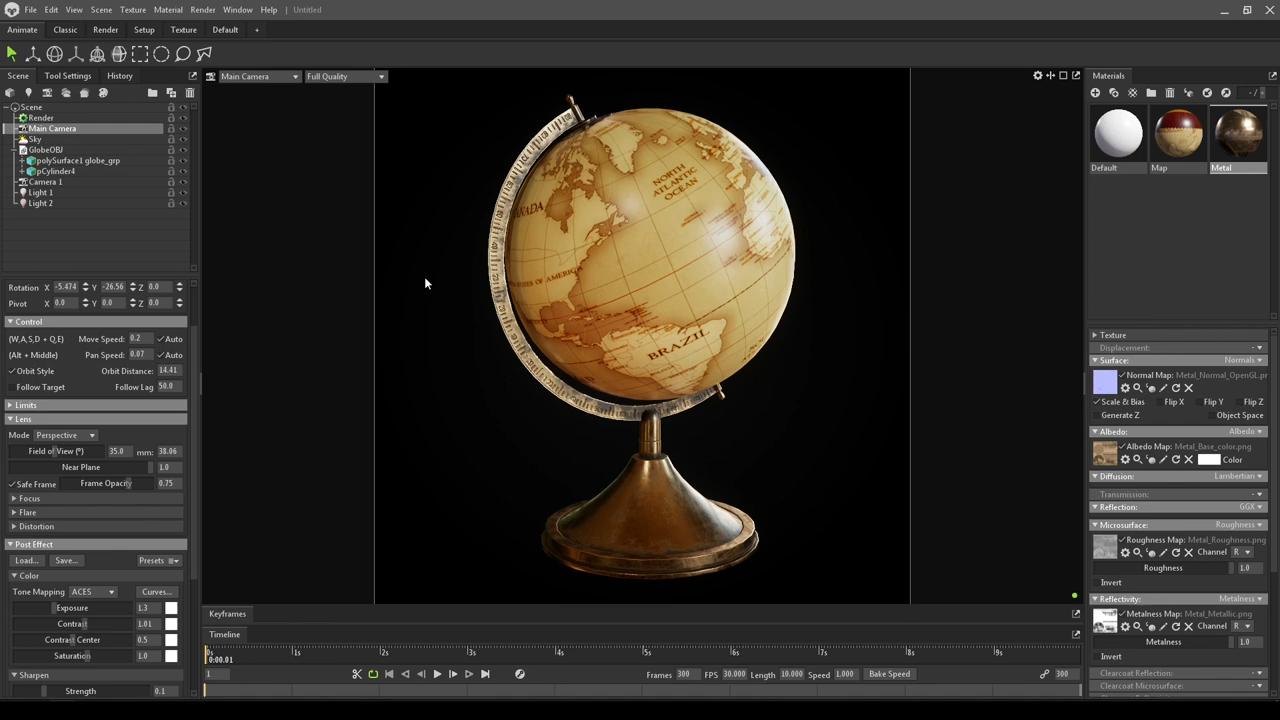 File Edit View Scene Texture Material Render Window Help | Untitled
Animate Classic Render Setup Texture Default +
Scene Tool Settings History
Main Camera Full Quality
Materials
Scene
Render
Main Camera
Sky
GlobeOBJ
polySurface1 globe_grp
pCylinder4
Camera 1
Light 1
Light 2
Default Map Metal
NORTH
ATLANTIC
OCEAN
BRAZIL
Rotation X -5.474 Y -26.56 Z 0.0
Pivot X 0.0 Y 0.0 Z 0.0
Control
(W,A,S,D + Q,E) Move Speed: 0.2 Auto
(Alt + Middle) Pan Speed: 0.07 Auto
Orbit Style Orbit Distance: 14.41
Follow Target Follow Lag 50.0
Limits
Lens
Mode Perspective
Field of View (º) 35.0 mm: 38.06
Near Plane 1.0
Safe Frame Frame Opacity 0.75
Focus
Flare
Distortion
Post Effect
Load... Save... Presets
Color
Tone Mapping ACES Curves...
Exposure 1.3
Contrast 1.01
Contrast Center 0.5
Saturation 1.0
Sharpen
Strength 0.1
Texture
Displacement:
Surface: Normals
Normal Map: Metal_Normal_OpenGL.pr
Scale & Bias Flip X Flip Y Flip Z
Generate Z Object Space
Albedo: Albedo
Albedo Map: Metal_Base_color.png
Color
Diffusion: Lambertian
Transmission:
Reflection: GGX
Microsurface: Roughness
Roughness Map: Metal_Roughness.png
Channel R
Roughness 1.0
Invert
Reflectivity: Metalness
Metalness Map: Metal_Metallic.png
Channel R
Metalness 1.0
Invert
Clearcoat Reflection:
Clearcoat Microsurface:
Keyframes
Timeline
0s 1s 2s 3s 4s 5s 6s 7s 8s 9s
0:00.01
1 Frames 300 FPS 30.000 Length 10.000 Speed 1.000 Bake Speed 300